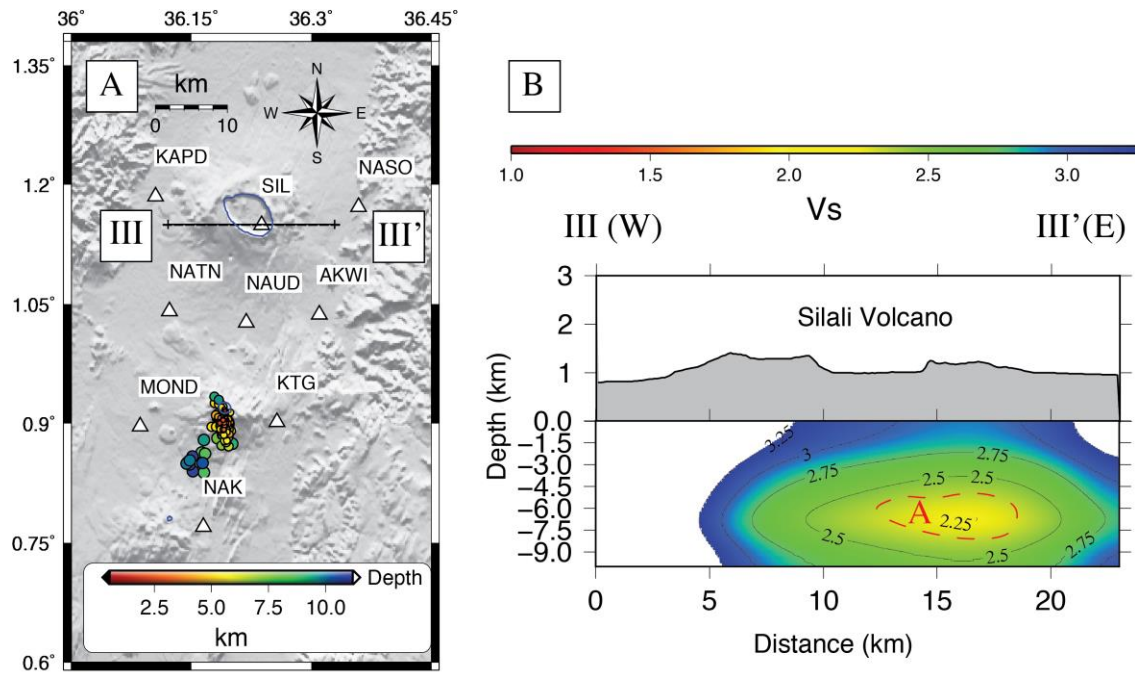 36° 36.15 36.3 36.45
1.35°
1.2°
1.05°
0.9°
0.75°
0.6°
A
km
0 10
N
W E
S
KAPD
NASO
SIL
III
III'
NATN
NAUD
AKWI
MOND
KTG
NAK
Depth
2.5 7.5 10.0
km
B
1.0 1.5 2.0 2.5 3.0
Vs
III (W) III'(E)
3
2
1
0.0
−1.5
−3.0
−4.5
−6.0
−7.5
−9.0
Depth (km)
Silali Volcano
3.25
3
2.75
2.75
2.5
2.5
A
2.25
2.5
2.5
2.75
0 5 10 15 20
Distance (km)